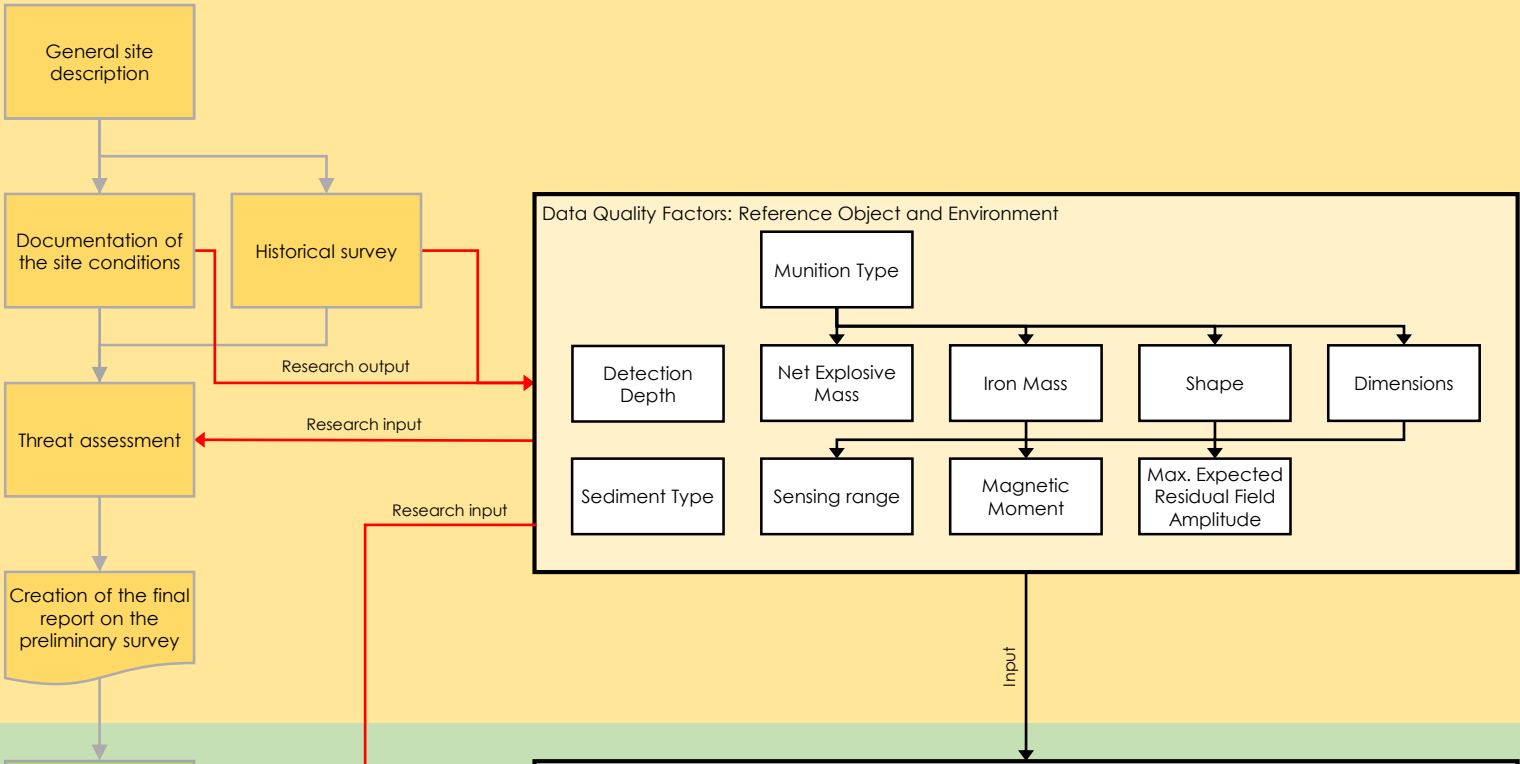 General site
description
Documentation of
the site conditions
Historical survey
Research output
Threat assessment
Research input
Research input
Creation of the final
report on the
preliminary survey
Data Quality Factors: Reference Object and Environment
Munition Type
Detection
Depth
Net Explosive
Mass
Iron Mass
Shape
Dimensions
Sediment Type
Sensing range
Magnetic
Moment
Max. Expected
Residual Field
Amplitude
Input